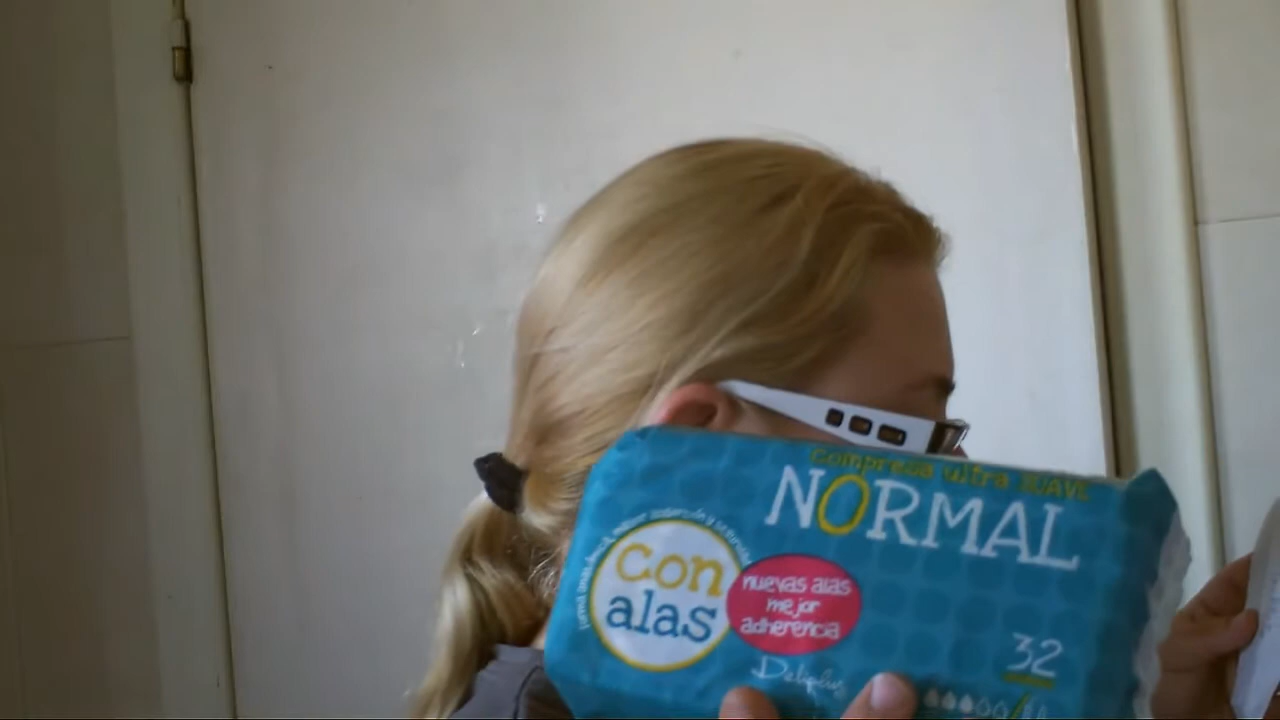 Compresa ultra SUAVE
NORMAL
Con
alas
nuevas alas
mejor
adherencia
32
Deliplus